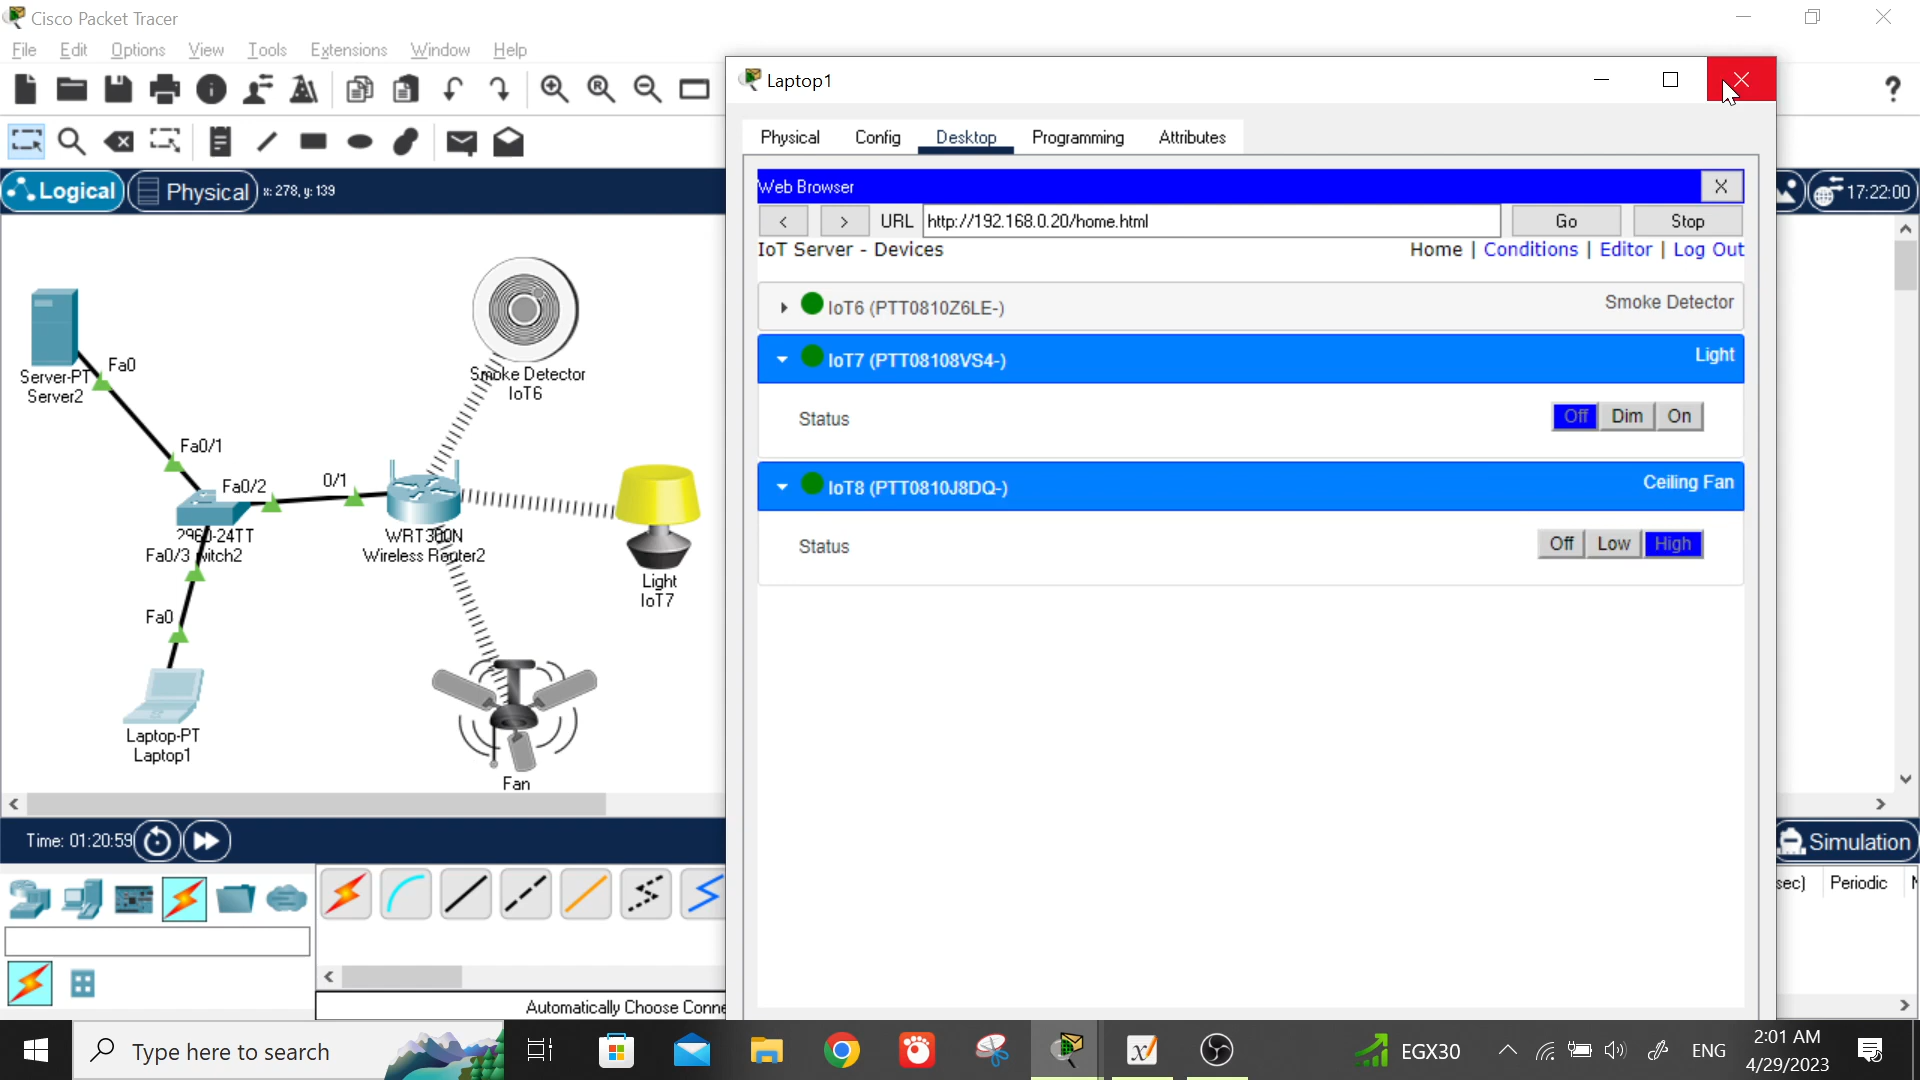 Cisco Packet Tracer
File Edit Options View Tools Extensions Window Help
Logical Physical x: 278, y: 139
17:22:00
Server-PT
Server2
Fa0
Fa0/1
Fa0/2
0/1
Smoke Detector
IoT6
2960-24TT
Fa0/3
WRT300N
Wireless Router2
Light
IoT7
Fa0
Laptop-PT
Laptop1
Fan
Time: 01:20:59
Automatically Choose Conne
Laptop1
Physical Config Desktop Programming Attributes
Web Browser X
< > URL http://192.168.0.20/home.html Go Stop
IoT Server - Devices Home | Conditions | Editor | Log Out
IoT6 (PTT0810Z6LE-) Smoke Detector
IoT7 (PTT08108VS4-) Light
Status Off Dim On
IoT8 (PTT0810J8DQ-) Ceiling Fan
Status Off Low High
Simulation
sec) Periodic
Type here to search
EGX30
ENG
2:01 AM
4/29/2023